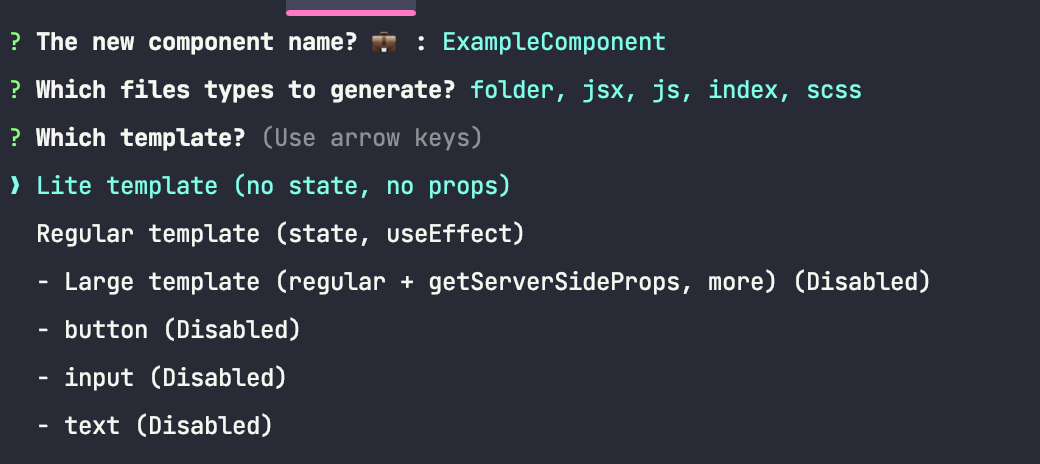 ? The new component name? 💼 : ExampleComponent
? Which files types to generate? folder, jsx, js, index, scss
? Which template? (Use arrow keys)
❯ Lite template (no state, no props)
Regular template (state, useEffect)
- Large template (regular + getServerSideProps, more) (Disabled)
- button (Disabled)
- input (Disabled)
- text (Disabled)